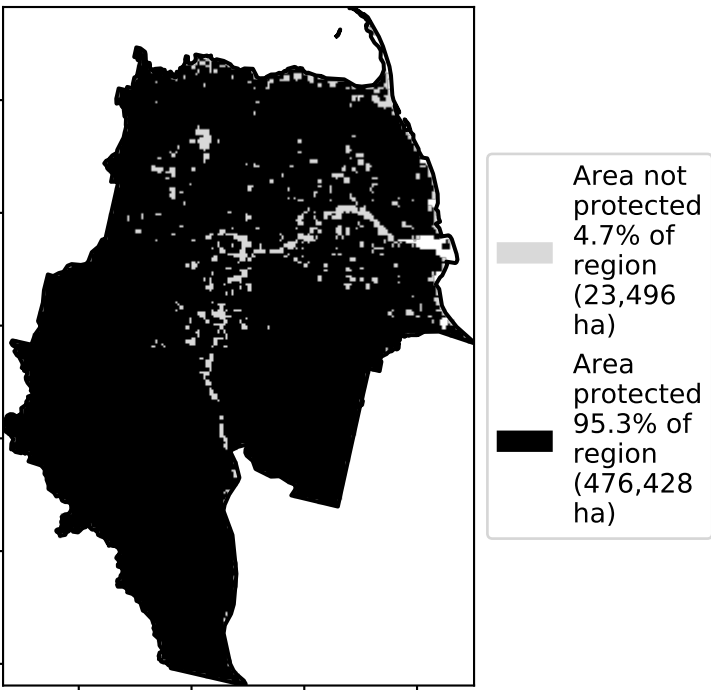 Area not
protected
4.7% of
region
(23,496
ha)
Area
protected
95.3% of
region
(476,428
ha)